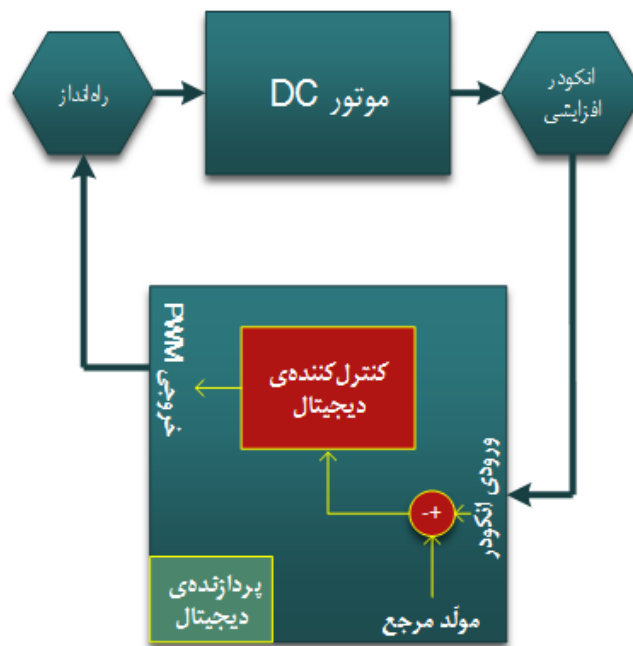 راه‌انداز
موتور DC
انکودر
افزایشی
خروجی PWM
کنترل‌کننده‌ی
دیجیتال
ورودی انکودر
-+
مولّد مرجع
پردازنده‌ی
دیجیتال